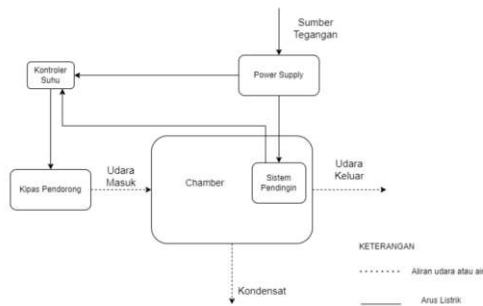 Sumber
Tegangan
Kontroler
Suhu
Power Supply
Udara
Masuk
Chamber
Sistem
Pendingin
Udara
Keluar
Kipas Pendorong
KETERANGAN
Aliran udara atau air
Kondensat
Arus Listrik